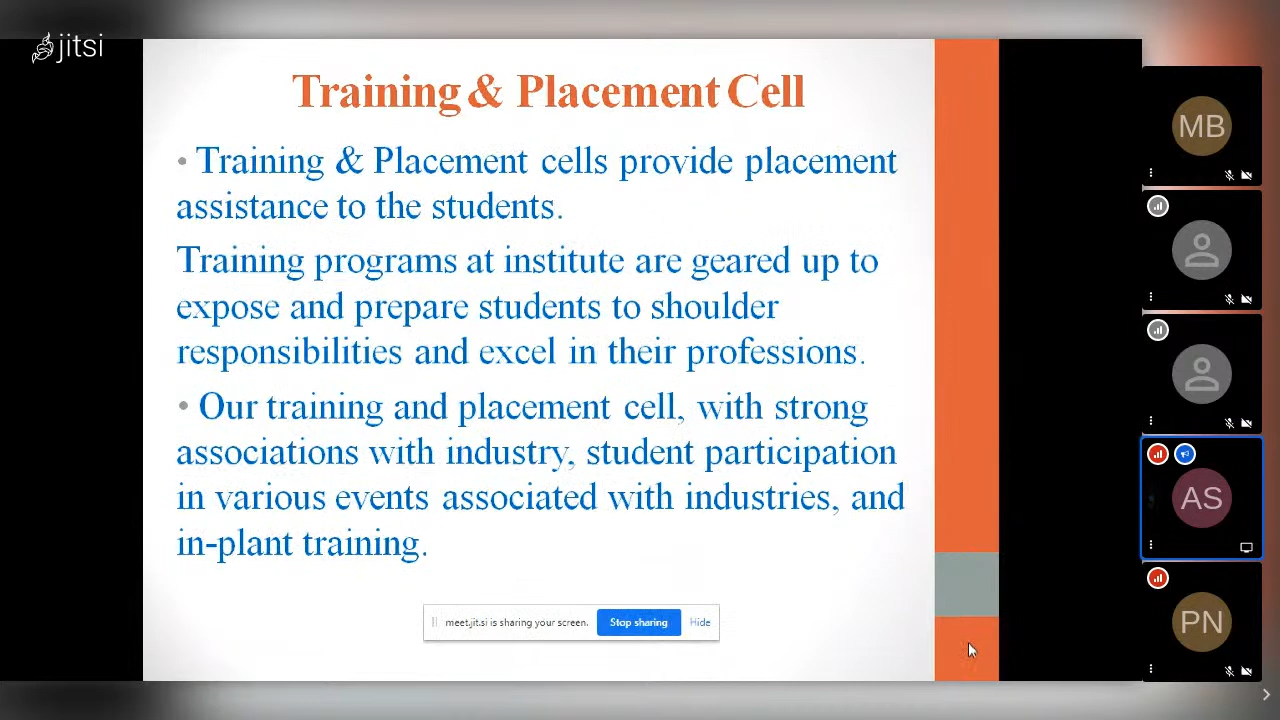 jitsi
Training & Placement Cell
• Training & Placement cells provide placement
assistance to the students.
Training programs at institute are geared up to
expose and prepare students to shoulder
responsibilities and excel in their professions.
• Our training and placement cell, with strong
associations with industry, student participation
in various events associated with industries, and
in-plant training.
meet.jit.si is sharing your screen. Stop sharing Hide
MB
AS
PN